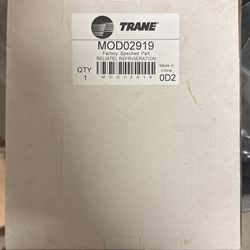 TRANE
MOD02919
Factory Specified Part
RELIATEL REFRIGERATION
QTY
1
MOD02919
Made in
China
0D2